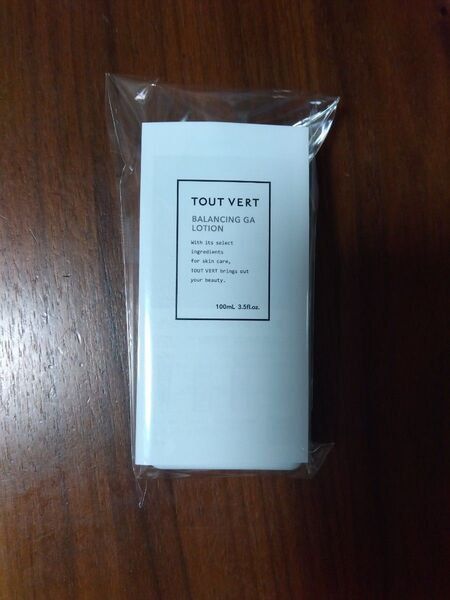 TOUT VERT
BALANCING GA
LOTION
With its select
ingredients
for skin care,
TOUT VERT brings out
your beauty.
100mL 3.5fl.oz.